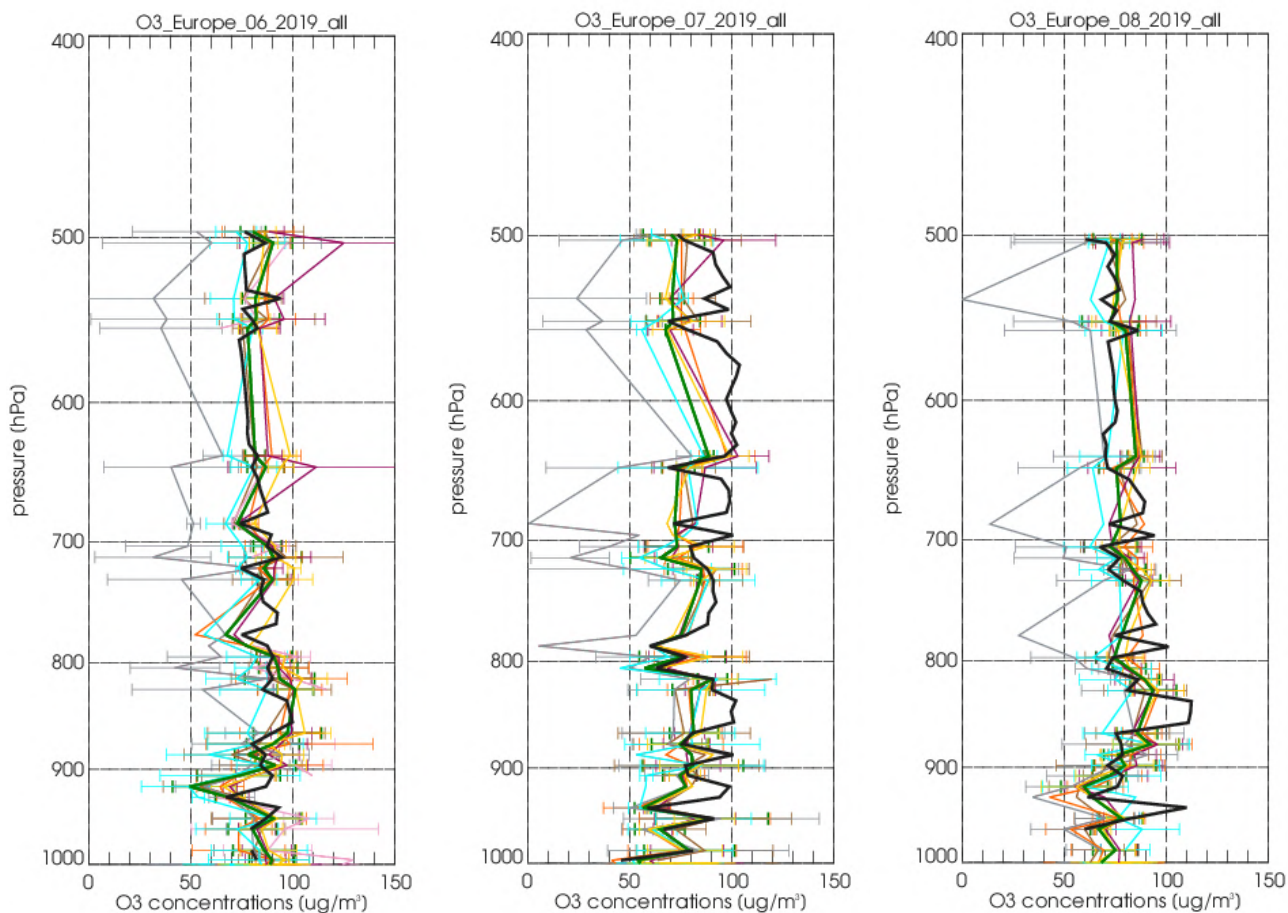 O3_Europe_06_2019_all
400
500
600
700
800
900
1000
pressure (hPa)
0 50 100 150
O3 concentrations (ug/m³)
O3_Europe_07_2019_all
400
500
600
700
800
900
1000
pressure (hPa)
0 50 100 150
O3 concentrations (ug/m³)
O3_Europe_08_2019_all
400
500
600
700
800
900
1000
pressure (hPa)
0 50 100 150
O3 concentrations (ug/m³)